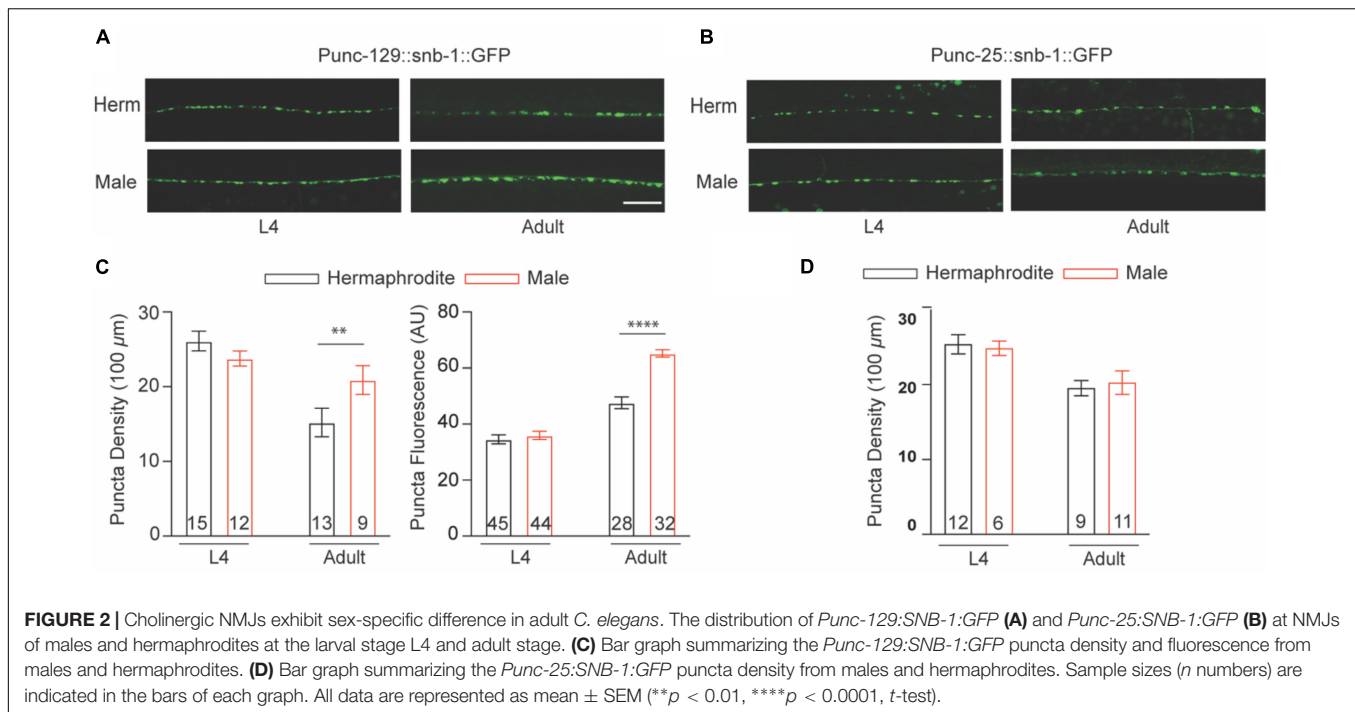 A
Punc-129::snb-1::GFP
Herm
Male
L4
Adult
B
Punc-25::snb-1::GFP
Herm
Male
L4
Adult
C
Hermaphrodite
Male
Puncta Density (100 µm)
30
20
10
0
**
15
12
13
9
L4
Adult
Puncta Fluorescence (AU)
80
60
40
20
0
****
45
44
28
32
L4
Adult
D
Hermaphrodite
Male
Puncta Density (100 µm)
30
20
10
0
12
6
9
11
L4
Adult
FIGURE 2 | Cholinergic NMJs exhibit sex-specific difference in adult C. elegans. The distribution of Punc-129:SNB-1:GFP (A) and Punc-25:SNB-1:GFP (B) at NMJs
of males and hermaphrodites at the larval stage L4 and adult stage. (C) Bar graph summarizing the Punc-129:SNB-1:GFP puncta density and fluorescence from
males and hermaphrodites. (D) Bar graph summarizing the Punc-25:SNB-1:GFP puncta density from males and hermaphrodites. Sample sizes (n numbers) are
indicated in the bars of each graph. All data are represented as mean ± SEM (**p < 0.01, ****p < 0.0001, t-test).